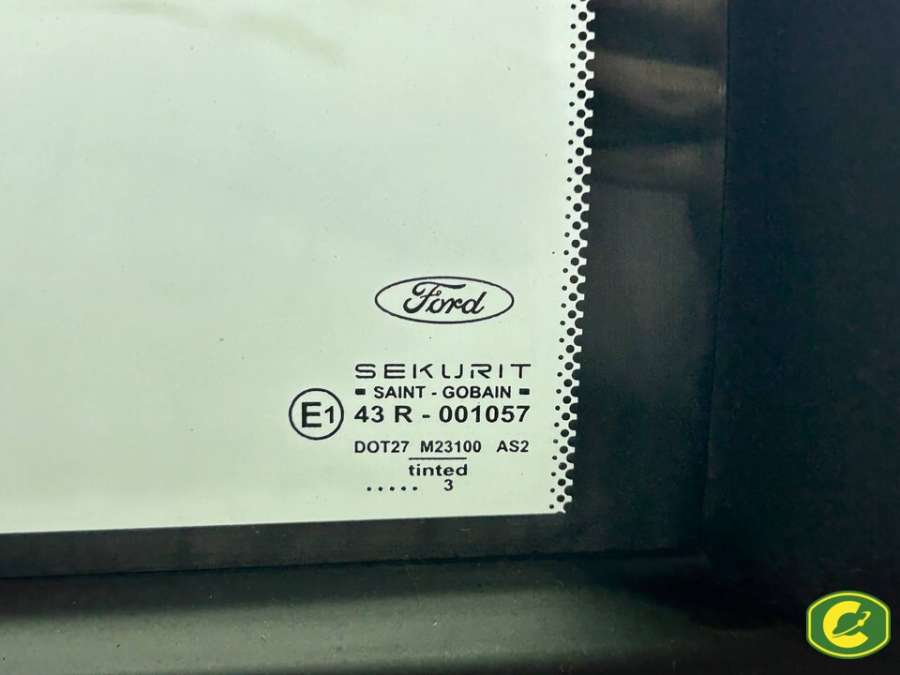 Ford
SEKURIT
SAINT - GOBAIN
E1 43 R - 001057
DOT27 M23100 AS2
tinted
..... 3
C